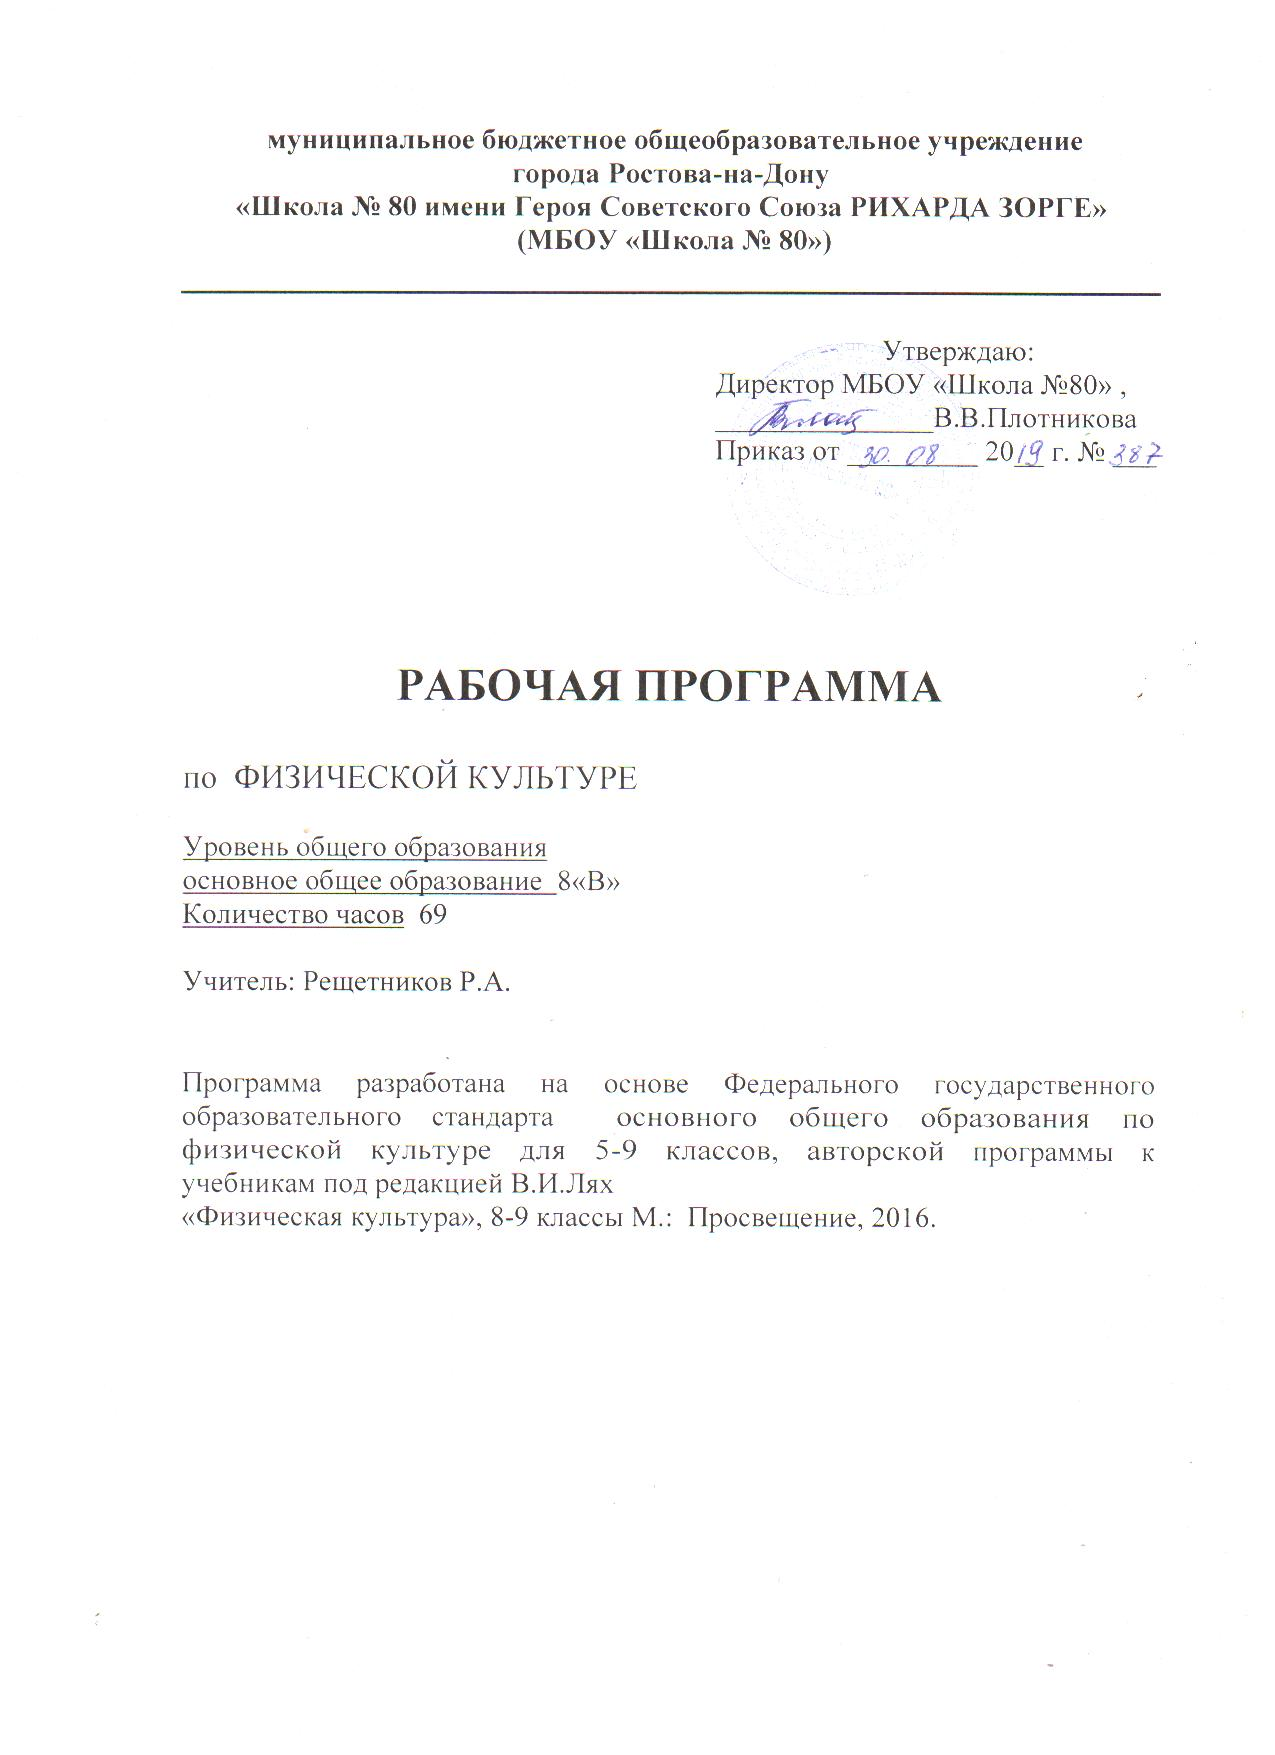 муниципальное бюджетное общеобразовательное учреждение
города Ростова-на-Дону
«Школа № 80 имени Героя Советского Союза РИХАРДА ЗОРГЕ»
(МБОУ «Школа № 80»)
Утверждаю:
Директор МБОУ «Школа №80» ,
_______________В.В.Плотникова
Приказ от 30. 08 2019 г. № 387
РАБОЧАЯ ПРОГРАММА
по ФИЗИЧЕСКОЙ КУЛЬТУРЕ
Уровень общего образования
основное общее образование 8«В»
Количество часов 69
Учитель: Рещетников Р.А.
Программа разработана на основе Федерального государственного
образовательного стандарта основного общего образования по
физической культуре для 5-9 классов, авторской программы к
учебникам под редакцией В.И.Лях
«Физическая культура», 8-9 классы М.: Просвещение, 2016.